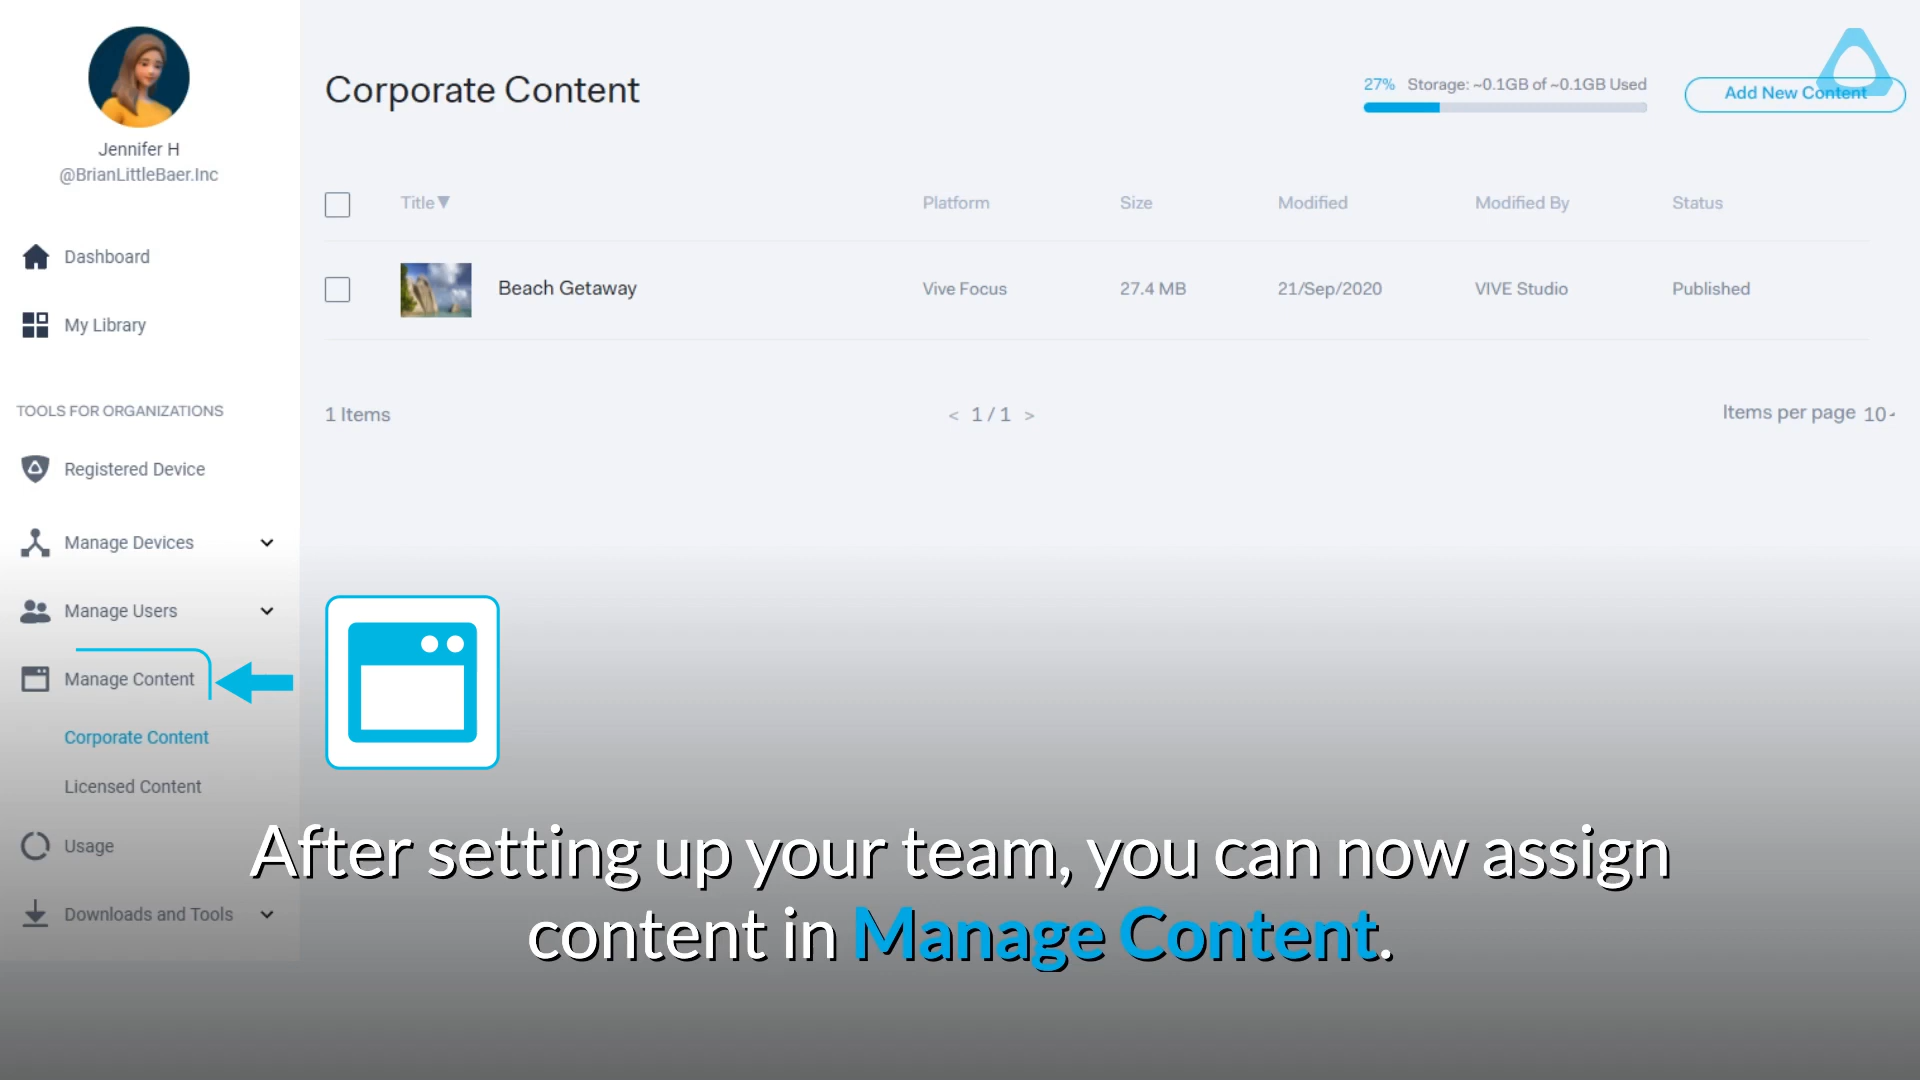 Jennifer H
@BrianLittleBaer.Inc
Dashboard
My Library
TOOLS FOR ORGANIZATIONS
Registered Device
Manage Devices
Manage Users
Manage Content
Corporate Content
Licensed Content
Usage
Downloads and Tools
Corporate Content
27% Storage: ~0.1GB of ~0.1GB Used
Add New Content
Title▼ Platform Size Modified Modified By Status
Beach Getaway Vive Focus 27.4 MB 21/Sep/2020 VIVE Studio Published
1 Items < 1 / 1 > Items per page 10
After setting up your team, you can now assign
content in Manage Content.